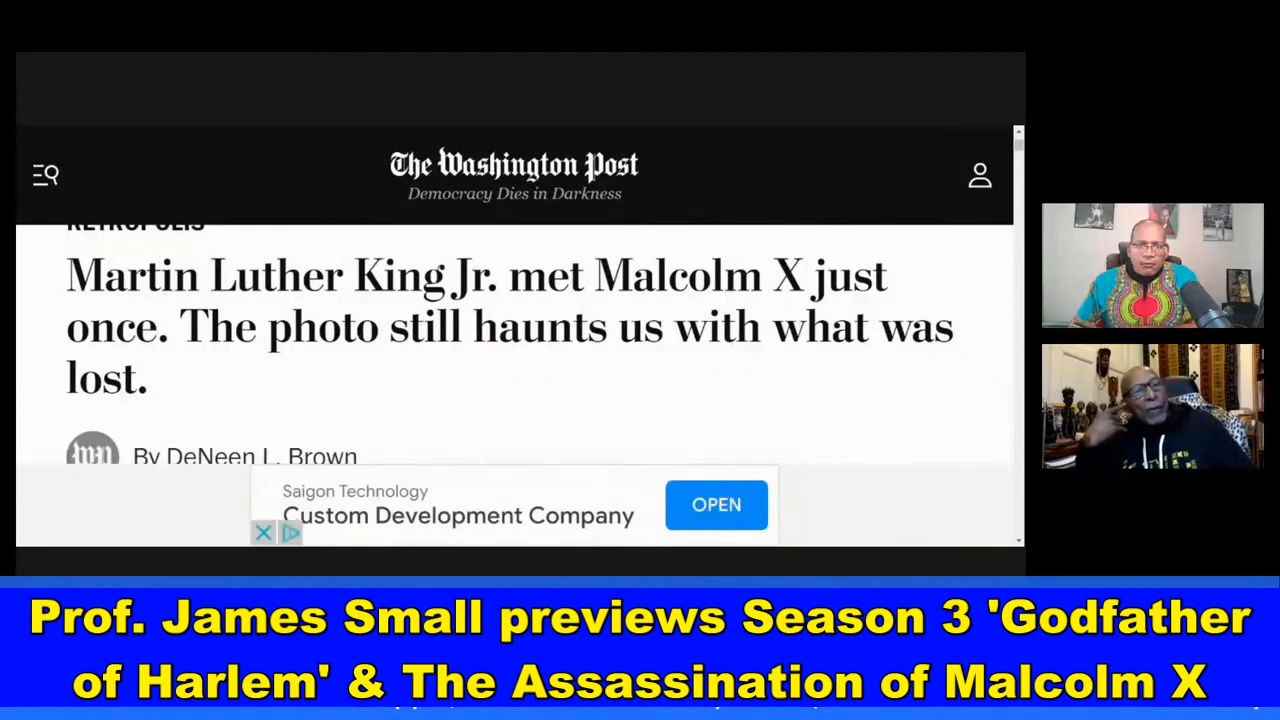 The Washington Post
Democracy Dies in Darkness
RETROPOLIS
Martin Luther King Jr. met Malcolm X just
once. The photo still haunts us with what was
lost.
By DeNeen L. Brown
Saigon Technology
Custom Development Company
OPEN
Prof. James Small previews Season 3 'Godfather
of Harlem' & The Assassination of Malcolm X